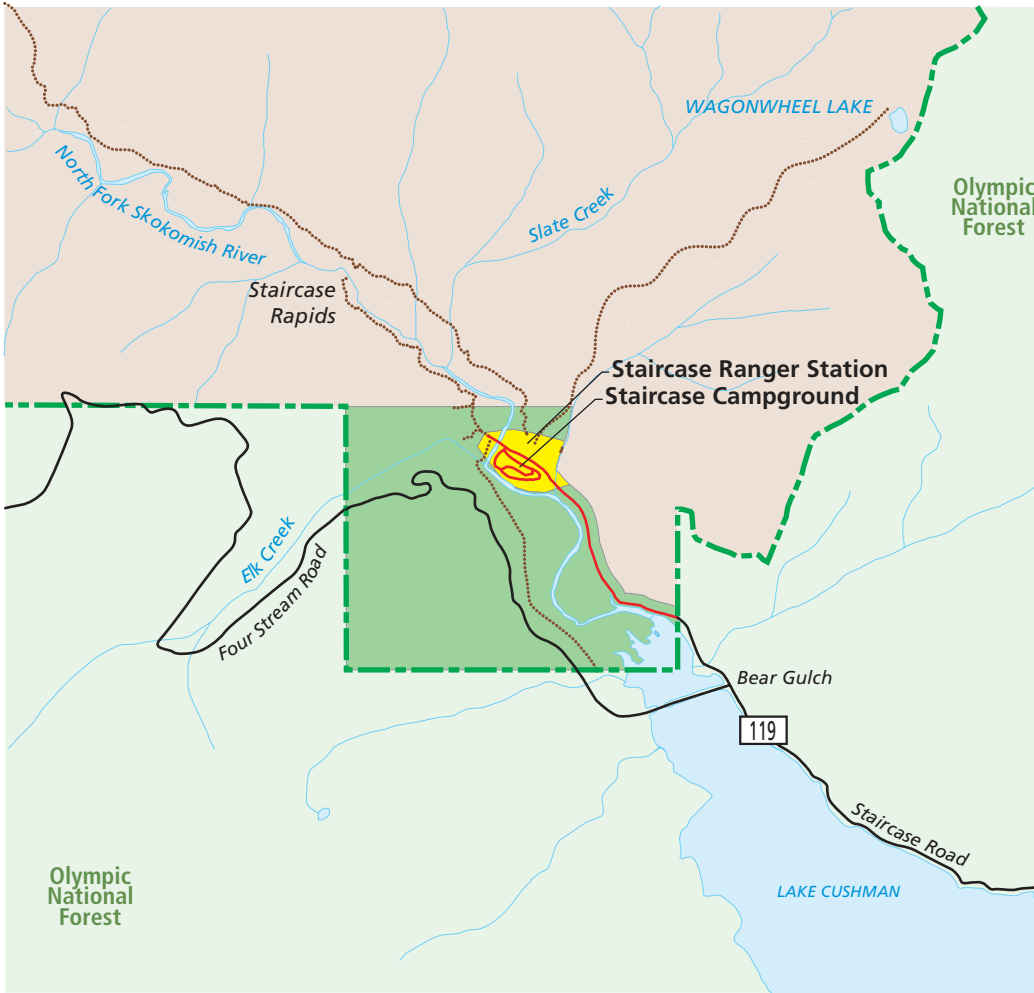 WAGONWHEEL LAKE
Olympic
National
Forest
North Fork Skokomish River
Slate Creek
Staircase
Rapids
Staircase Ranger Station
Staircase Campground
Elk Creek
Four Stream Road
Bear Gulch
119
Staircase Road
LAKE CUSHMAN
Olympic
National
Forest